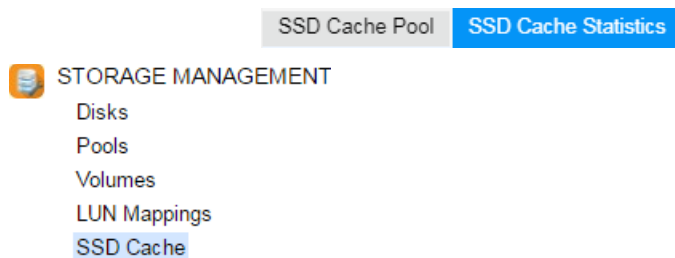 SSD Cache Pool SSD Cache Statistics
STORAGE MANAGEMENT
Disks
Pools
Volumes
LUN Mappings
SSD Cache